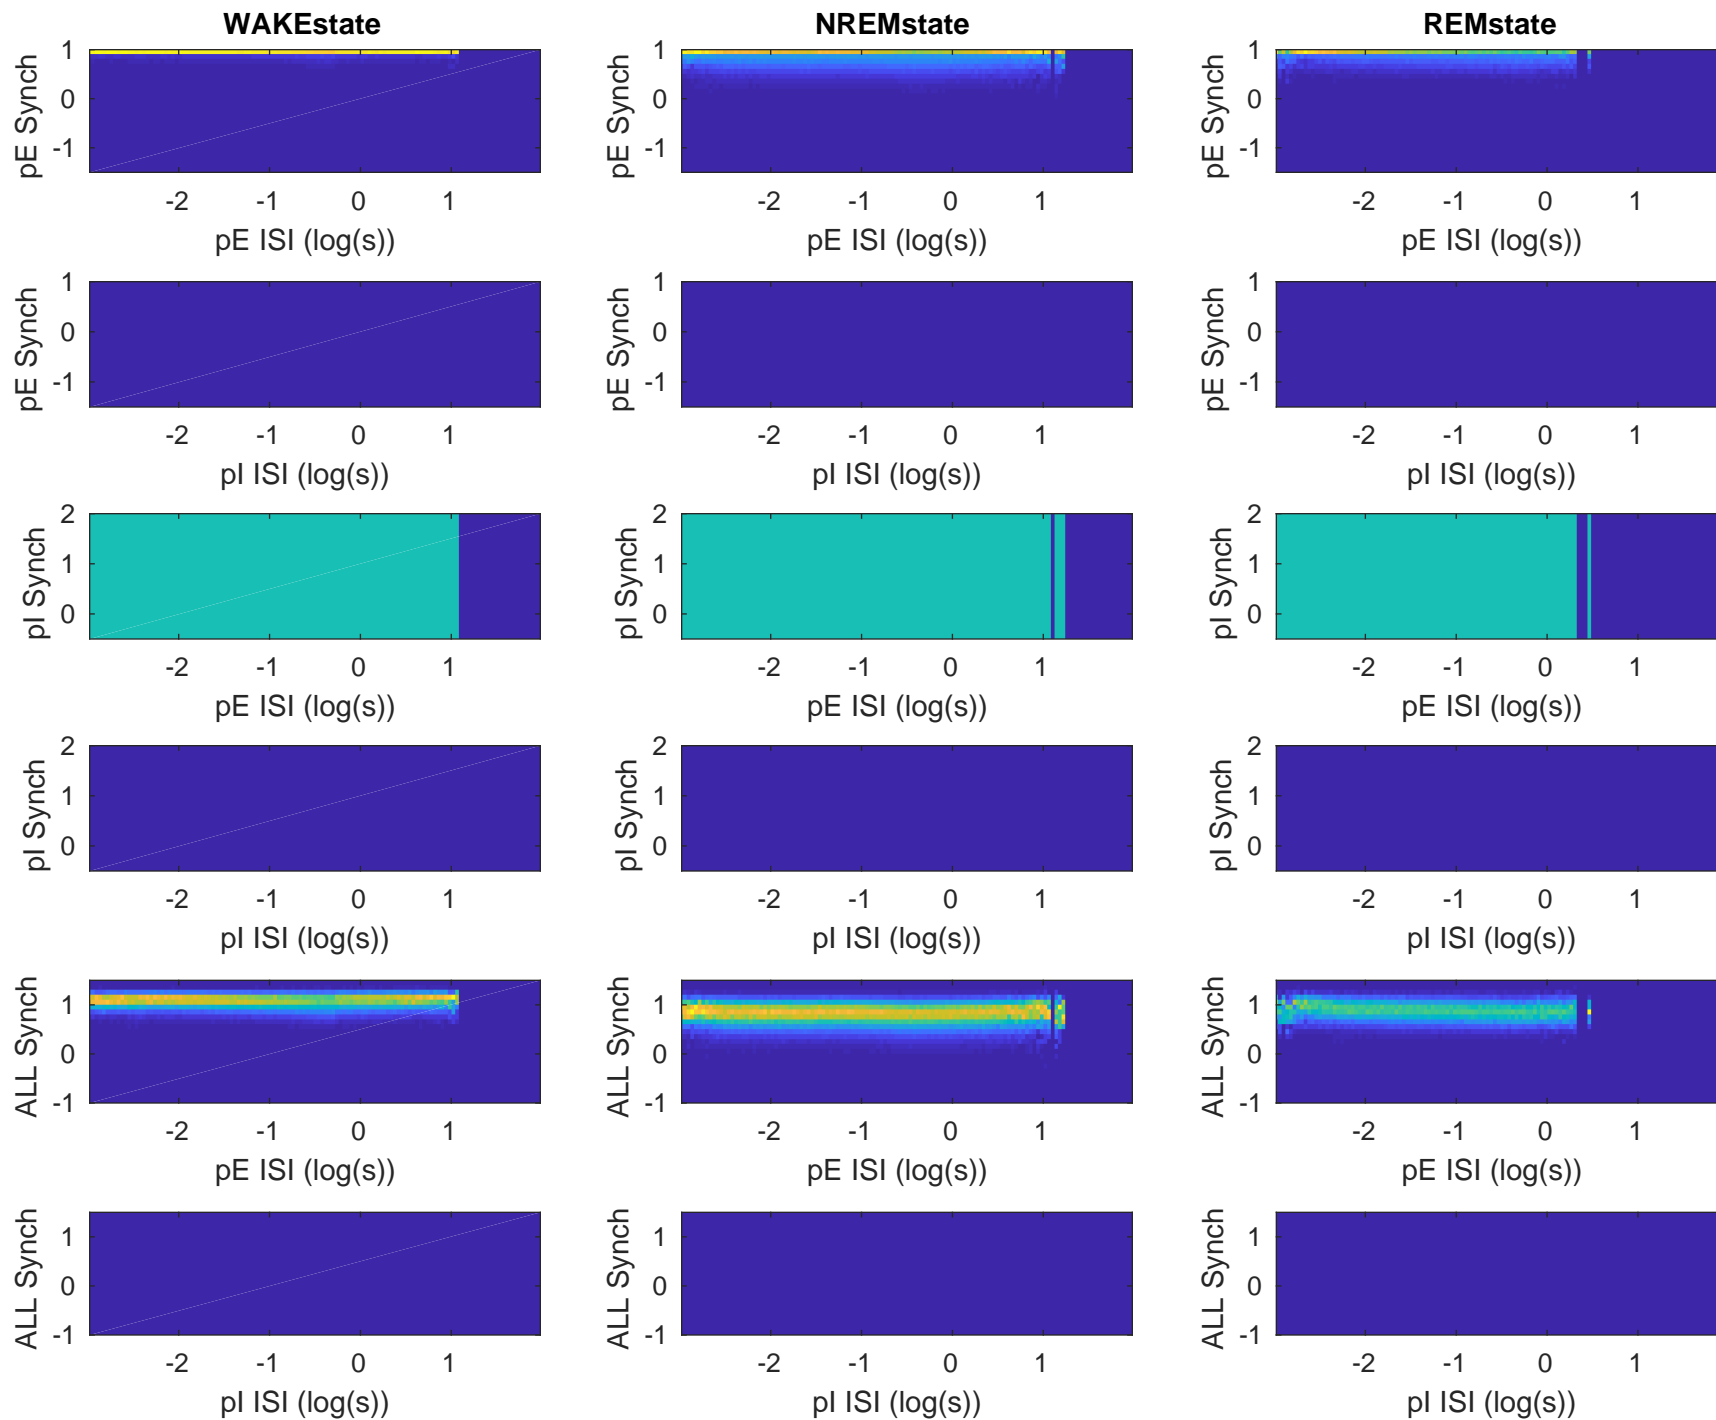 WAKEstate NREMstate REMstate
pE Synch 1 0 -1 pE Synch 1 0 -1 pE Synch 1 0 -1
-2 -1 0 1 -2 -1 0 1 -2 -1 0 1
pE ISI (log(s)) pE ISI (log(s)) pE ISI (log(s))
pE Synch 1 0 -1 pE Synch 1 0 -1 pE Synch 1 0 -1
-2 -1 0 1 -2 -1 0 1 -2 -1 0 1
pI ISI (log(s)) pI ISI (log(s)) pI ISI (log(s))
pI Synch 2 1 0 pI Synch 2 1 0 pI Synch 2 1 0
-2 -1 0 1 -2 -1 0 1 -2 -1 0 1
pE ISI (log(s)) pE ISI (log(s)) pE ISI (log(s))
pI Synch 2 1 0 pI Synch 2 1 0 pI Synch 2 1 0
-2 -1 0 1 -2 -1 0 1 -2 -1 0 1
pI ISI (log(s)) pI ISI (log(s)) pI ISI (log(s))
ALL Synch 1 0 -1 ALL Synch 1 0 -1 ALL Synch 1 0 -1
-2 -1 0 1 -2 -1 0 1 -2 -1 0 1
pE ISI (log(s)) pE ISI (log(s)) pE ISI (log(s))
ALL Synch 1 0 -1 ALL Synch 1 0 -1 ALL Synch 1 0 -1
-2 -1 0 1 -2 -1 0 1 -2 -1 0 1
pI ISI (log(s)) pI ISI (log(s)) pI ISI (log(s))